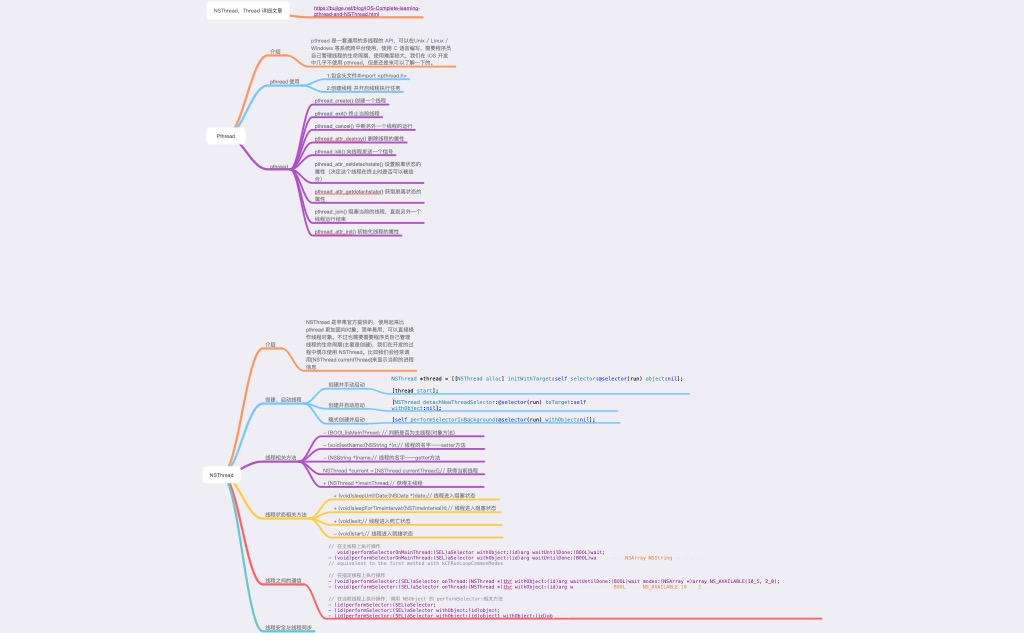 NSThread、Thread 详细文章
https://bujige.net/blog/iOS-Complete-learning-
pthread-and-NSThread.html
介绍
pthread 是一套通用的多线程的 API，可以在Unix / Linux /
Windows 等系统跨平台使用，使用 C 语言编写，需要程序员
自己管理线程的生命周期，使用难度较大，我们在 iOS 开发
中几乎不使用 pthread，但是还是来可以了解一下的。
pthread 使用
1.包含头文件#import <pthread.h>
2.创建线程 并开启线程执行任务
Pthread
pthread
pthread_create() 创建一个线程
pthread_exit() 终止当前线程
pthread_cancel() 中断另外一个线程的运行
pthread_attr_destroy() 删除线程的属性
pthread_kill() 向线程发送一个信号
pthread_attr_setdetachstate() 设置脱离状态的
属性（决定这个线程在终止时是否可以被结
合）
pthread_attr_getdetachstate() 获取脱离状态的
属性
pthread_join() 阻塞当前的线程，直到另外一个
线程运行结束
pthread_attr_init() 初始化线程的属性
NSThread
介绍
NSThread 是苹果官方提供的，使用起来比
pthread 更加面向对象，简单易用，可以直接操
作线程对象。不过也需要需要程序员自己管理
线程的生命周期(主要是创建)，我们在开发的过
程中偶尔使用 NSThread。比如我们会经常调
用[NSThread currentThread]来显示当前的进程
信息
创建、启动线程
创建并手动启动
NSThread *thread = [[NSThread alloc] initWithTarget:self selector:@selector(run) object:nil];
[thread start];
创建并自动启动
[NSThread detachNewThreadSelector:@selector(run) toTarget:self
withObject:nil];
隐式创建并启动
[self performSelectorInBackground:@selector(run) withObject:nil];
线程相关方法
- (BOOL)isMainThread; // 判断是否为主线程(对象方法)
- (void)setName:(NSString *)n;// 线程的名字——setter方法
- (NSString *)name;// 线程的名字——getter方法
NSThread *current = [NSThread currentThread];// 获得当前线程
+ (NSThread *)mainThread;// 获得主线程
线程状态相关方法
+ (void)sleepUntilDate:(NSDate *)date;// 线程进入阻塞状态
+ (void)sleepForTimeInterval:(NSTimeInterval)ti;// 线程进入阻塞状态
+ (void)exit;// 线程进入死亡状态
- (void)start;// 线程进入就绪状态
线程之间的通信
// 在主线程上执行操作
(void)performSelectorOnMainThread:(SEL)aSelector withObject:(id)arg waitUntilDone:(BOOL)wait;
- (void)performSelectorOnMainThread:(SEL)aSelector withObject:(id)arg waitUntilDone:(BOOL)wa NSArray NSString
// equivalent to the first method with kCFRunLoopCommonModes
// 在指定线程上执行操作
- (void)performSelector:(SEL)aSelector onThread:(NSThread *)thr withObject:(id)arg waitUntilDone:(BOOL)wait modes:(NSArray *)array NS_AVAILABLE(10_5, 2_0);
- (void)performSelector:(SEL)aSelector onThread:(NSThread *)thr withObject:(id)arg w BOOL NS_AVAILABLE 10 2
// 在当前线程上执行操作，调用 NSObject 的 performSelector:相关方法
- (id)performSelector:(SEL)aSelector;
- (id)performSelector:(SEL)aSelector withObject:(id)object;
- (id)performSelector:(SEL)aSelector withObject:(id)object1 withObject:(id)ob
线程安全与线程同步